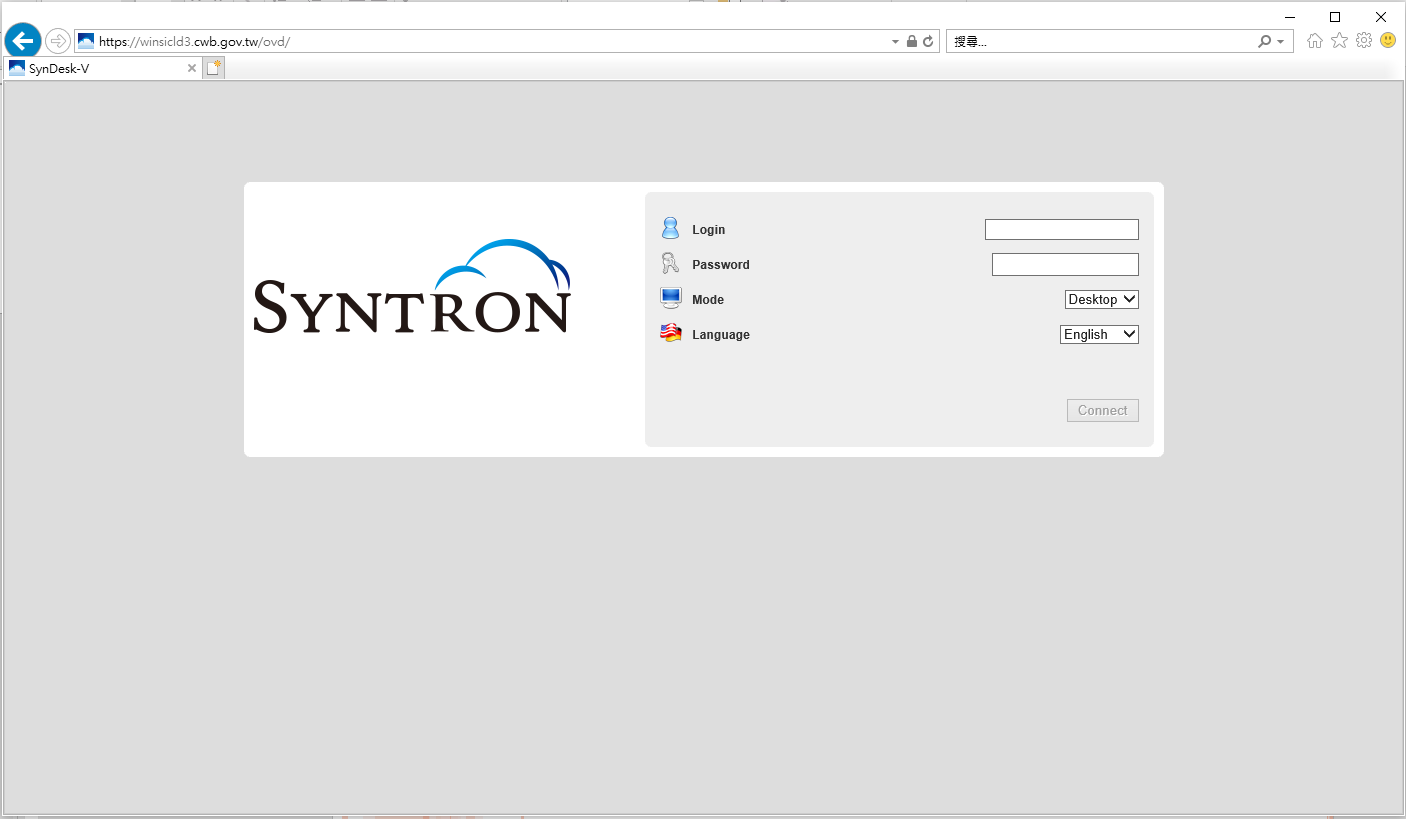 https://winsicld3.cwb.gov.tw/ovd/
搜尋...
SynDesk-V
SYNTRON
Login
Password
Mode
Desktop
Language
English
Connect